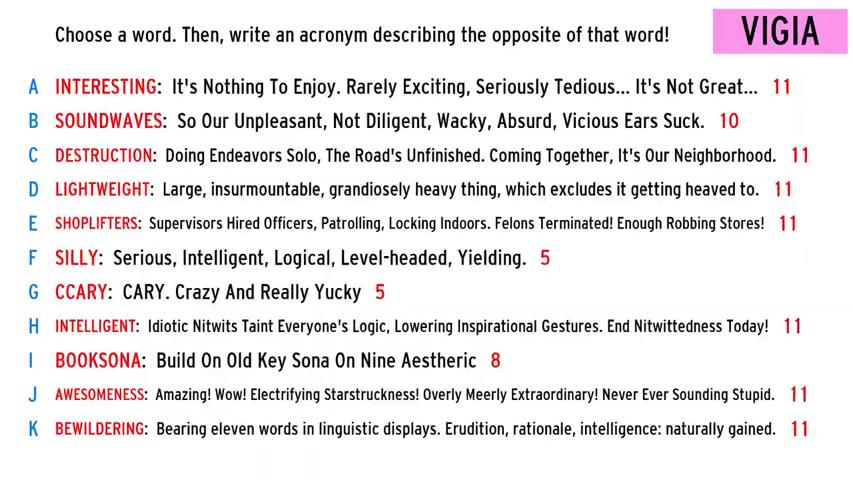 Choose a word. Then, write an acronym describing the opposite of that word!
VIGIA
A INTERESTING: It's Nothing To Enjoy. Rarely Exciting, Seriously Tedious... It's Not Great... 11
B SOUNDWAVES: So Our Unpleasant, Not Diligent, Wacky, Absurd, Vicious Ears Suck. 10
C DESTRUCTION: Doing Endeavors Solo, The Road's Unfinished. Coming Together, It's Our Neighborhood. 11
D LIGHTWEIGHT: Large, insurmountable, grandiosely heavy thing, which excludes it getting heaved to. 11
E SHOPLIFTERS: Supervisors Hired Officers, Patrolling, Locking Indoors. Felons Terminated! Enough Robbing Stores! 11
F SILLY: Serious, Intelligent, Logical, Level-headed, Yielding. 5
G CCARY: CARY. Crazy And Really Yucky 5
H INTELLIGENT: Idiotic Nitwits Taint Everyone's Logic, Lowering Inspirational Gestures. End Nitwittedness Today! 11
I BOOKSONA: Build On Old Key Sona On Nine Aestheric 8
J AWESOMENESS: Amazing! Wow! Electrifying Starstruckness! Overly Meerly Extraordinary! Never Ever Sounding Stupid. 11
K BEWILDERING: Bearing eleven words in linguistic displays. Erudition, rationale, intelligence: naturally gained. 11